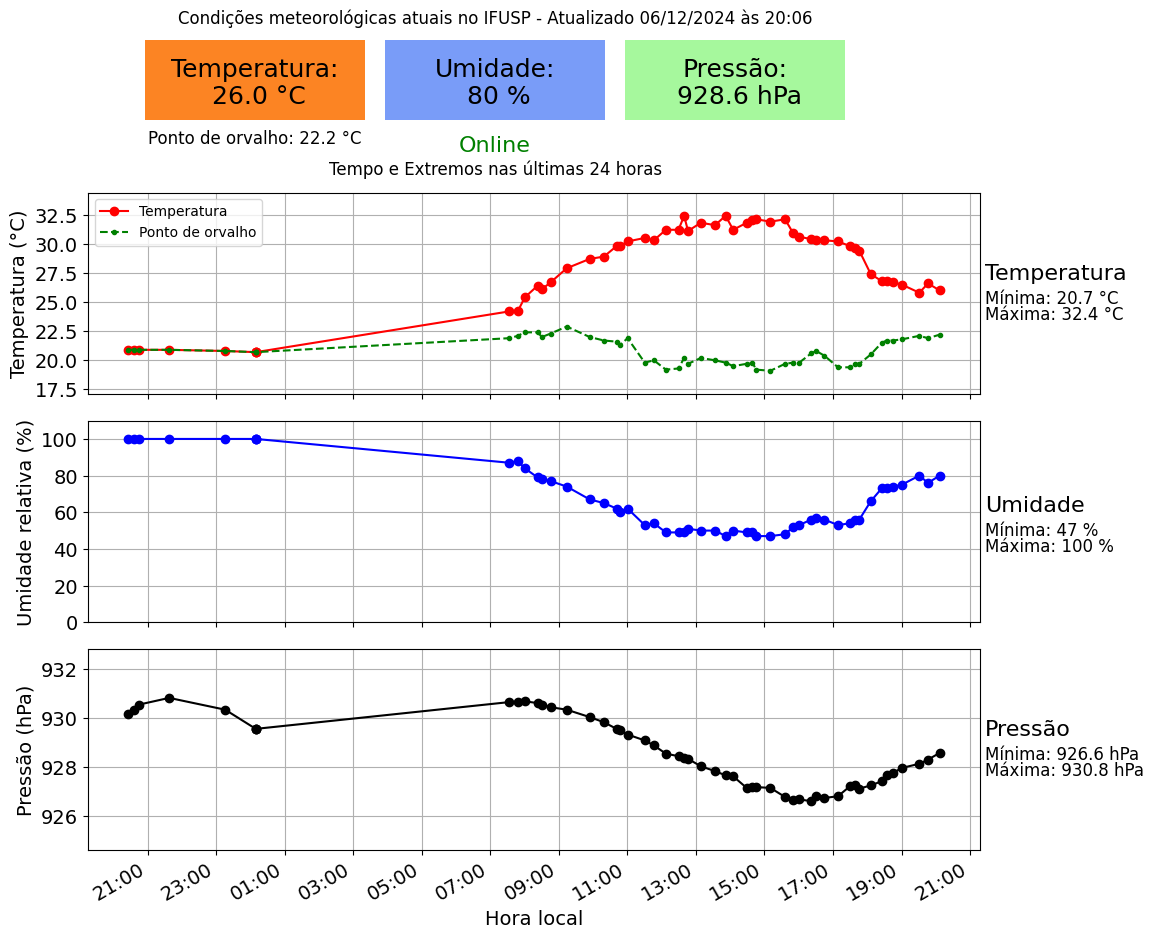 Condições meteorológicas atuais no IFUSP - Atualizado 06/12/2024 às 20:06
Temperatura:
26.0 °C
Umidade:
80 %
Pressão:
928.6 hPa
Ponto de orvalho: 22.2 °C
Online
Tempo e Extremos nas últimas 24 horas
Temperatura (°C)
32.5
30.0
27.5
25.0
22.5
20.0
17.5
Temperatura
Ponto de orvalho
Temperatura
Mínima: 20.7 °C
Máxima: 32.4 °C
Umidade relativa (%)
100
80
60
40
20
0
Umidade
Mínima: 47 %
Máxima: 100 %
Pressão (hPa)
932
930
928
926
Pressão
Mínima: 926.6 hPa
Máxima: 930.8 hPa
21:00 23:00 01:00 03:00 05:00 07:00 09:00 11:00 13:00 15:00 17:00 19:00 21:00
Hora local